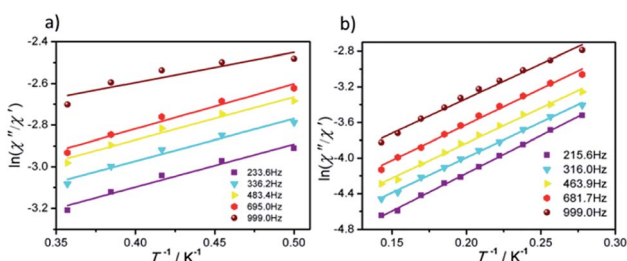 a)
ln(χ''/χ')
-2.4
-2.6
-2.8
-3.0
-3.2
0.35
0.40
0.45
0.50
T⁻¹ / K⁻¹
233.6Hz
336.2Hz
483.4Hz
695.0Hz
999.0Hz
b)
ln(χ''/χ')
-2.8
-3.2
-3.6
-4.0
-4.4
-4.8
0.15
0.20
0.25
0.30
T⁻¹ / K⁻¹
215.6Hz
316.0Hz
463.9Hz
681.7Hz
999.0Hz